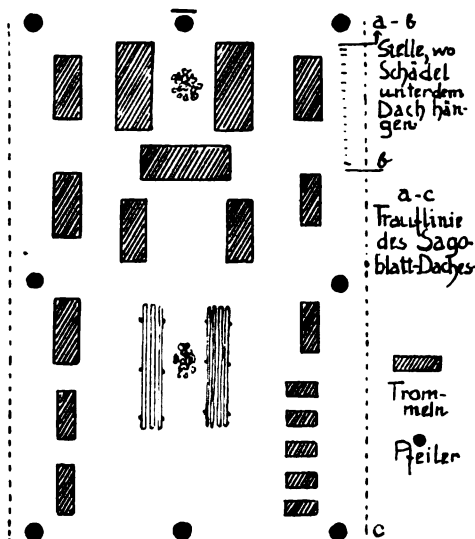 a - b
Stelle, wo
Schädel
unter dem
Dach hän-
gen
b
a - c
Trauflinie
des Sago-
blatt-Daches
Trom-
meln
Pfeiler
c